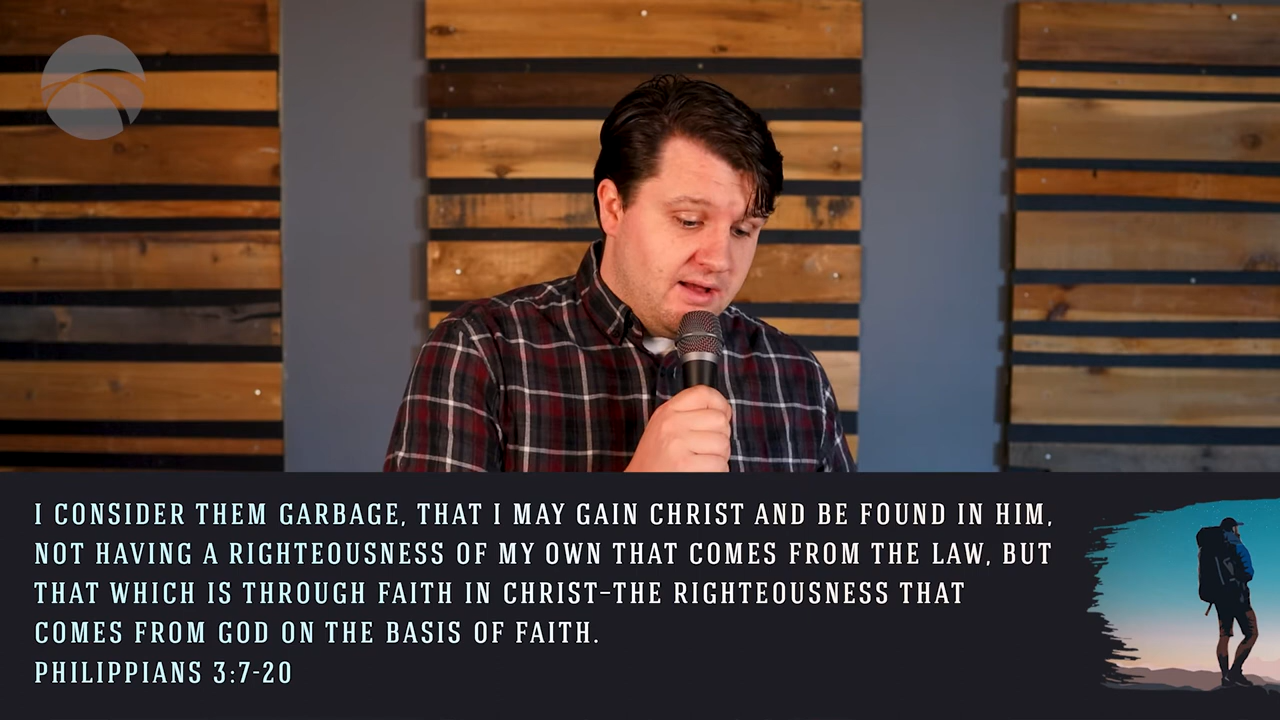 I CONSIDER THEM GARBAGE, THAT I MAY GAIN CHRIST AND BE FOUND IN HIM,
NOT HAVING A RIGHTEOUSNESS OF MY OWN THAT COMES FROM THE LAW, BUT
THAT WHICH IS THROUGH FAITH IN CHRIST–THE RIGHTEOUSNESS THAT
COMES FROM GOD ON THE BASIS OF FAITH.
PHILIPPIANS 3:7-20